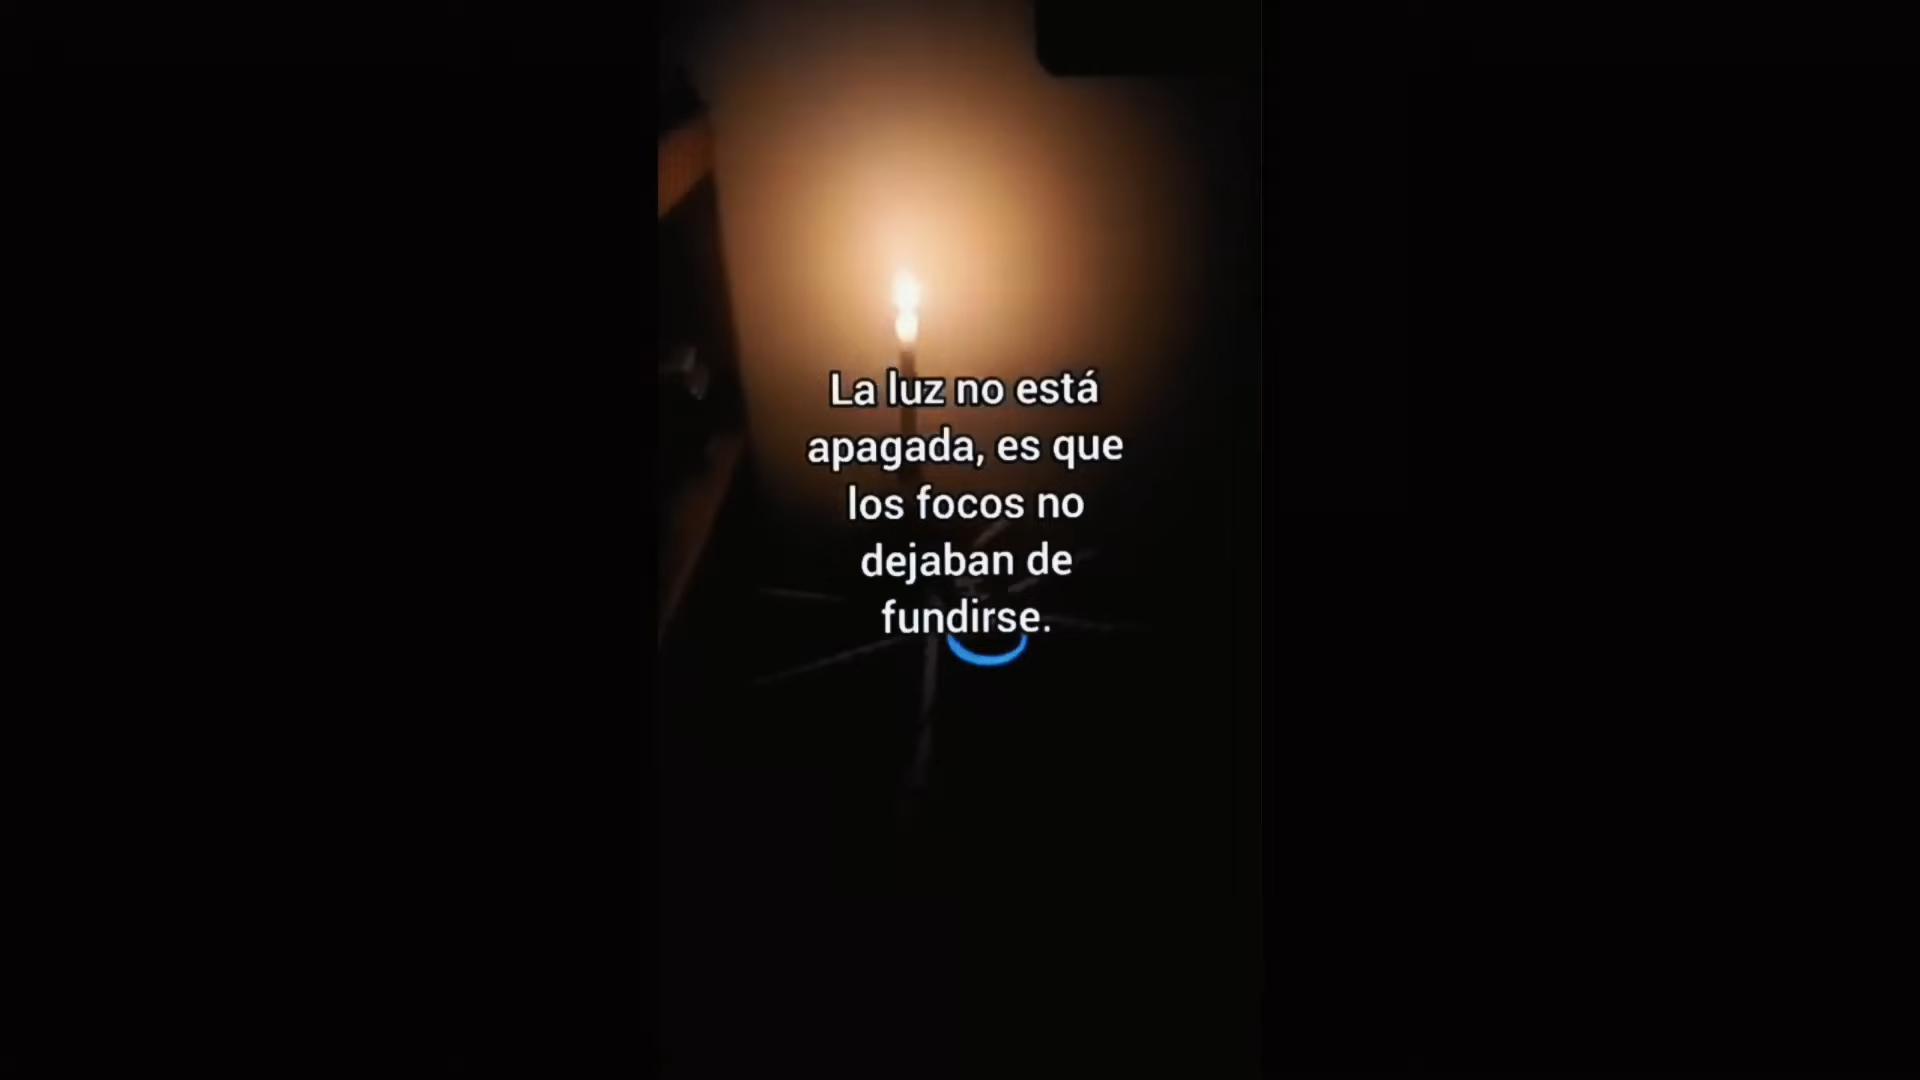 La luz no está
apagada, es que
los focos no
dejaban de
fundirse.